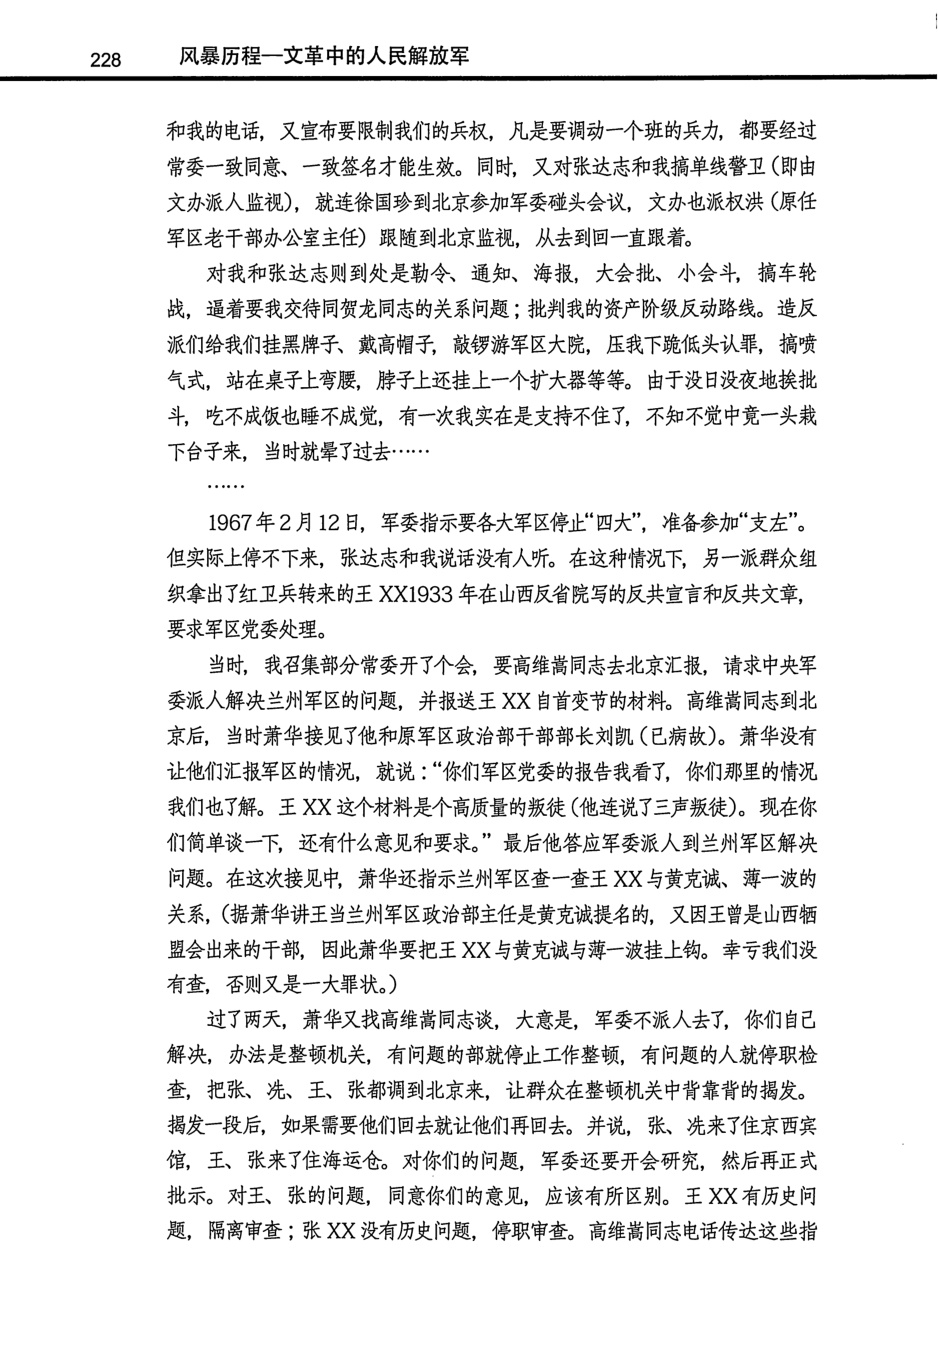 228 风暴历程—文革中的人民解放军
和我的电话，又宣布要限制我们的兵权，凡是要调动一个班的兵力，都要经过
常委一致同意、一致签名才能生效。同时，又对张达志和我搞单线警卫（即由
文办派人监视），就连徐国珍到北京参加军委碰头会议，文办也派权洪（原任
军区老干部办公室主任）跟随到北京监视，从去到回一直跟着。
对我和张达志则到处是勒令、通知、海报，大会批、小会斗，搞车轮
战，逼着要我交待同贺龙同志的关系问题；批判我的资产阶级反动路线。造反
派们给我们挂黑牌子、戴高帽子，敲锣游军区大院，压我下跪低头认罪，搞喷
气式，站在桌子上弯腰，脖子上还挂上一个扩大器等等。由于没日没夜地挨批
斗，吃不成饭也睡不成觉，有一次我实在是支持不住了，不知不觉中竟一头栽
下台子来，当时就晕了过去……
……
1967年2月12日，军委指示要各大军区停止“四大”，准备参加“支左”。
但实际上停不下来，张达志和我说话没有人听。在这种情况下，另一派群众组
织拿出了红卫兵转来的王XX1933年在山西反省院写的反共宣言和反共文章，
要求军区党委处理。
当时，我召集部分常委开了个会，要高维嵩同志去北京汇报，请求中央军
委派人解决兰州军区的问题，并报送王XX自首变节的材料。高维嵩同志到北
京后，当时萧华接见了他和原军区政治部干部部长刘凯（已病故）。萧华没有
让他们汇报军区的情况，就说：“你们军区党委的报告我看了，你们那里的情况
我们也了解。王XX这个材料是个高质量的叛徒（他连说了三声叛徒）。现在你
们简单谈一下，还有什么意见和要求。”最后他答应军委派人到兰州军区解决
问题。在这次接见中，萧华还指示兰州军区查一查王XX与黄克诚、薄一波的
关系，（据萧华讲王当兰州军区政治部主任是黄克诚提名的，又因王曾是山西牺
盟会出来的干部，因此萧华要把王XX与黄克诚与薄一波挂上钩。幸亏我们没
有查，否则又是一大罪状。）
过了两天，萧华又找高维嵩同志谈，大意是，军委不派人去了，你们自己
解决，办法是整顿机关，有问题的部就停止工作整顿，有问题的人就停职检
查，把张、冼、王、张都调到北京来，让群众在整顿机关中背靠背的揭发。
揭发一段后，如果需要他们回去就让他们再回去。并说，张、冼来了住京西宾
馆，王、张来了住海运仓。对你们的问题，军委还要开会研究，然后再正式
批示。对王、张的问题，同意你们的意见，应该有所区别。王XX有历史问
题，隔离审查；张XX没有历史问题，停职审查。高维嵩同志电话传达这些指